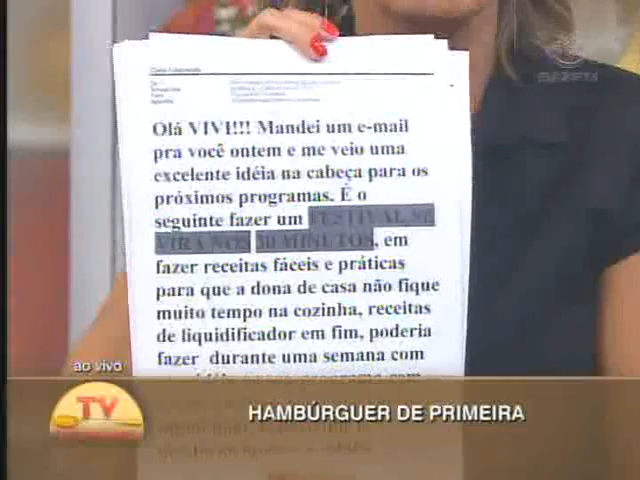 Olá VIVI!!! Mandei um e-mail
pra você ontem e me veio uma
excelente idéia na cabeça para os
próximos programas. É o
seguinte fazer um FESTIVAL SE
VIRA NOS 30 MINUTOS, em
fazer receitas fáceis e práticas
para que a dona de casa não fique
muito tempo na cozinha, receitas
de liquidificador em fim, poderia
fazer durante uma semana com
ao vivo
TV
HAMBÚRGUER DE PRIMEIRA